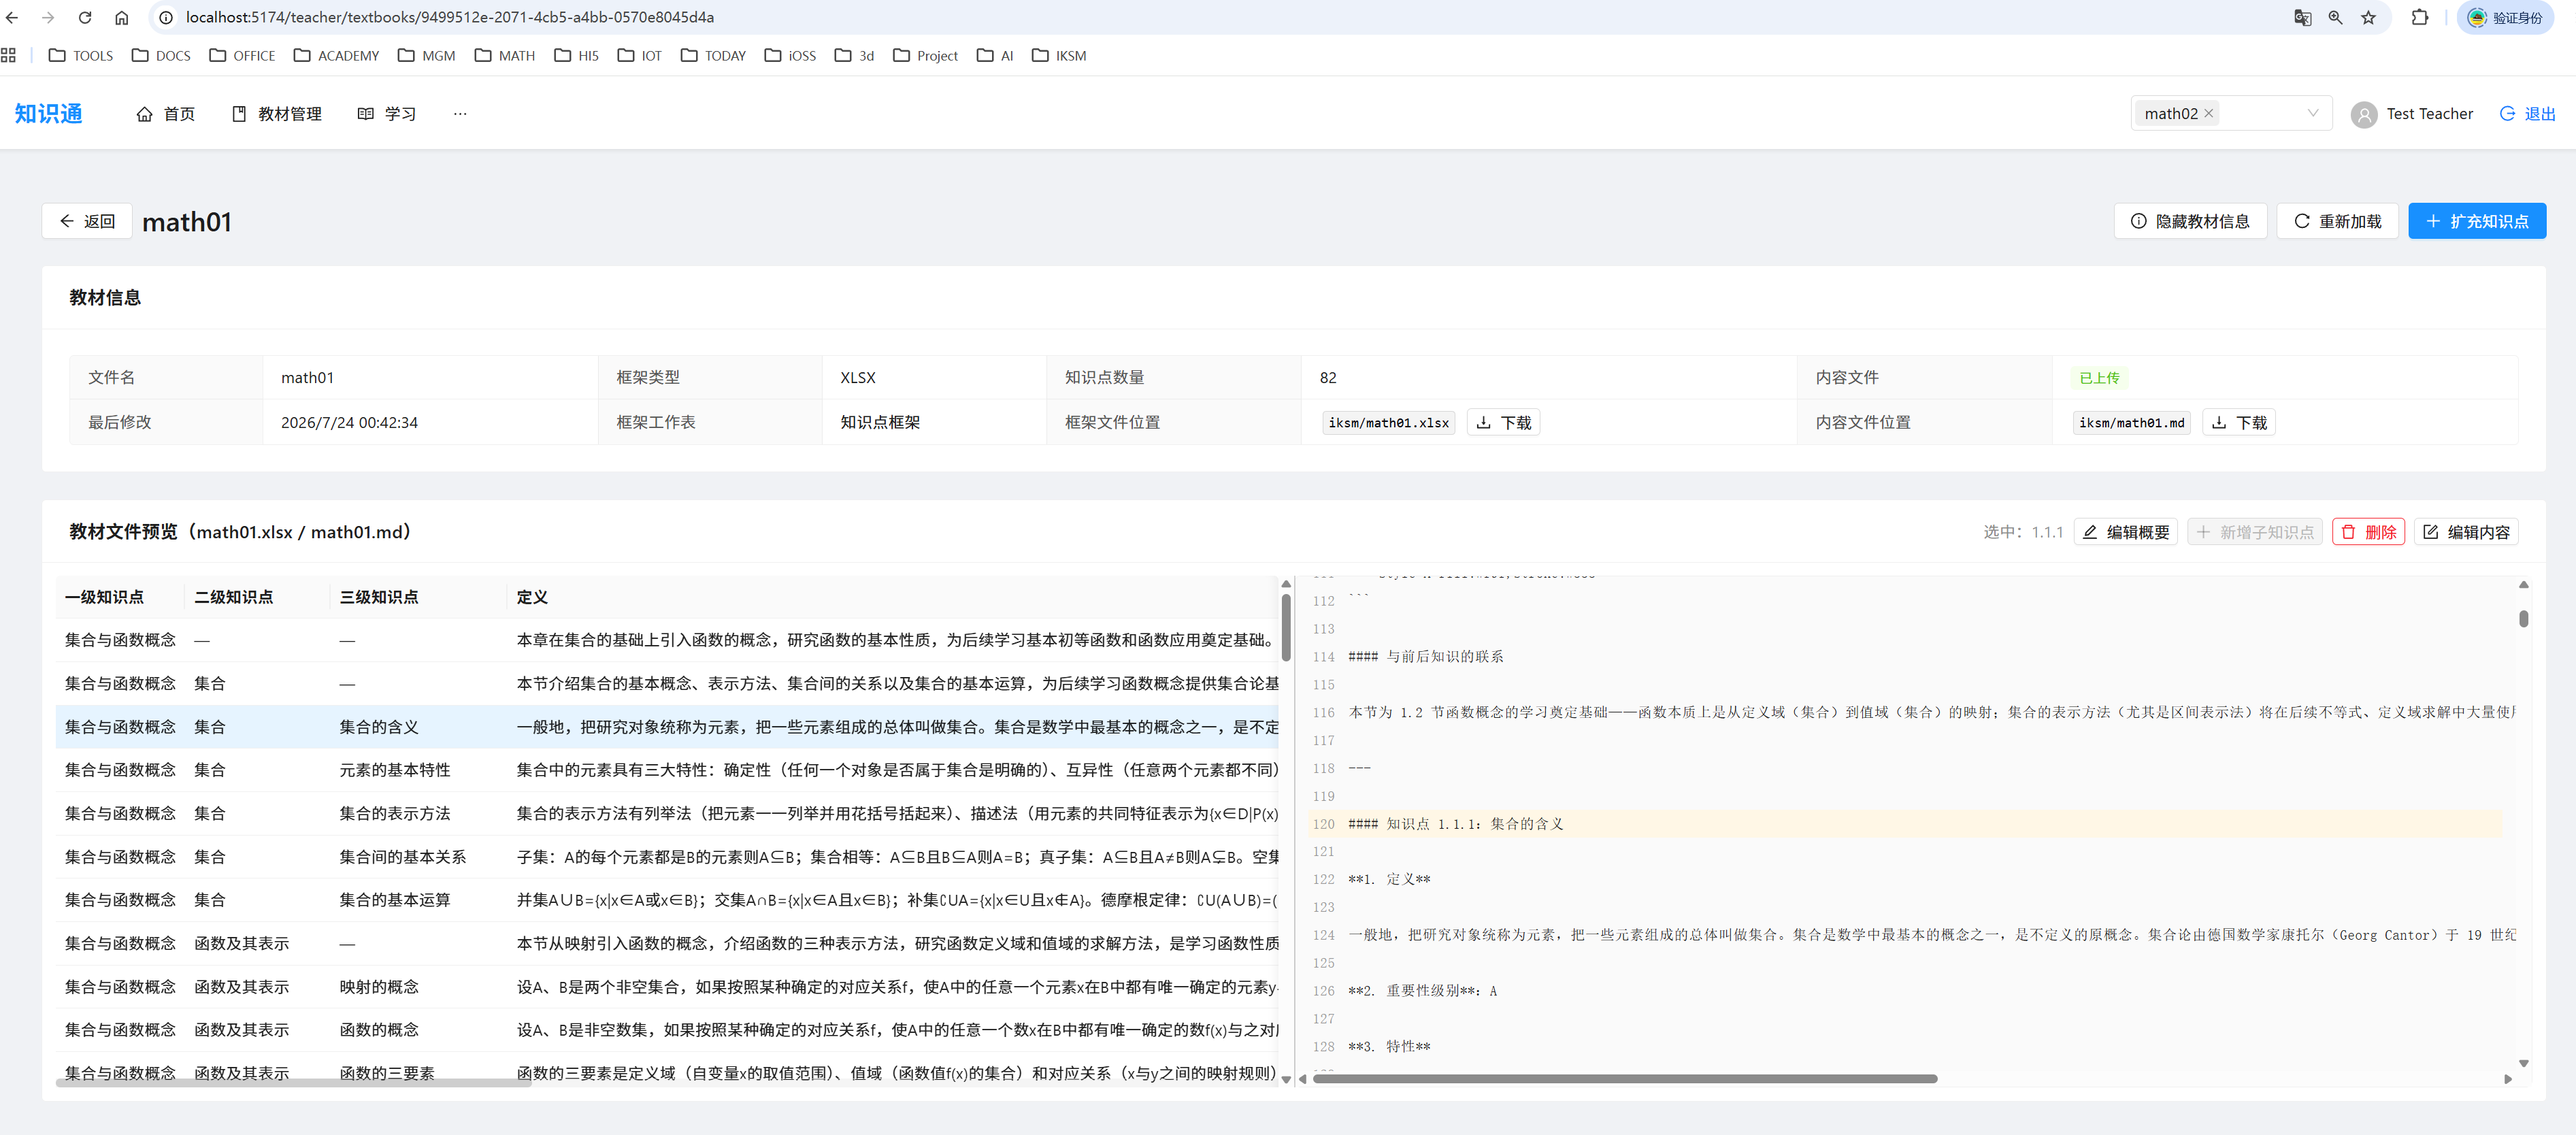 localhost:5174/teacher/textbooks/9499512e-2071-4cb5-a4bb-0570e8045d4a 验证身份
TOOLS DOCS OFFICE ACADEMY MGM MATH HI5 IOT TODAY iOSS 3d Project AI IKSM
知识通 首页 教材管理 学习 ··· math02 × Test Teacher 退出
返回 math01 隐藏教材信息 重新加载 + 扩充知识点
教材信息
文件名 math01 框架类型 XLSX 知识点数量 82 内容文件 已上传
最后修改 2026/7/24 00:42:34 框架工作表 知识点框架 框架文件位置 iksm/math01.xlsx 下载 内容文件位置 iksm/math01.md 下载
教材文件预览（math01.xlsx / math01.md） 选中：1.1.1 编辑概要 + 新增子知识点 删除 编辑内容
一级知识点 二级知识点 三级知识点 定义
集合与函数概念 — — 本章在集合的基础上引入函数的概念，研究函数的基本性质，为后续学习基本初等函数和函数应用奠定基础。
集合与函数概念 集合 — 本节介绍集合的基本概念、表示方法、集合间的关系以及集合的基本运算，为后续学习函数概念提供集合论基
集合与函数概念 集合 集合的含义 一般地，把研究对象统称为元素，把一些元素组成的总体叫做集合。集合是数学中最基本的概念之一，是不定
集合与函数概念 集合 元素的基本特性 集合中的元素具有三大特性：确定性（任何一个对象是否属于集合是明确的）、互异性（任意两个元素都不同）
集合与函数概念 集合 集合的表示方法 集合的表示方法有列举法（把元素一一列举并用花括号括起来）、描述法（用元素的共同特征表示为{x∈D|P(x)
集合与函数概念 集合 集合间的基本关系 子集：A的每个元素都是B的元素则A⊆B；集合相等：A⊆B且B⊆A则A=B；真子集：A⊆B且A≠B则A⊊B。空集
集合与函数概念 集合 集合的基本运算 并集A∪B={x|x∈A或x∈B}；交集A∩B={x|x∈A且x∈B}；补集∁UA={x|x∈U且x∉A}。德摩根定律：∁U(A∪B)=(
集合与函数概念 函数及其表示 — 本节从映射引入函数的概念，介绍函数的三种表示方法，研究函数定义域和值域的求解方法，是学习函数性质
集合与函数概念 函数及其表示 映射的概念 设A、B是两个非空集合，如果按照某种确定的对应关系f，使A中的任意一个元素x在B中都有唯一确定的元素y
集合与函数概念 函数及其表示 函数的概念 设A、B是非空数集，如果按照某种确定的对应关系f，使A中的任意一个数x在B中都有唯一确定的数f(x)与之对
集合与函数概念 函数及其表示 函数的三要素 函数的三要素是定义域（自变量x的取值范围）、值域（函数值f(x)的集合）和对应关系（x与y之间的映射规则）
112 ```
113
114 #### 与前后知识的联系
115
116 本节为 1.2 节函数概念的学习奠定基础——函数本质上是从定义域（集合）到值域（集合）的映射；集合的表示方法（尤其是区间表示法）将在后续不等式、定义域求解中大量使用
117
118 ---
119
120 #### 知识点 1.1.1：集合的含义
121
122 **1. 定义**
123
124 一般地，把研究对象统称为元素，把一些元素组成的总体叫做集合。集合是数学中最基本的概念之一，是不定义的原概念。集合论由德国数学家康托尔（Georg Cantor）于 19 世纪
125
126 **2. 重要性级别**：A
127
128 **3. 特性**